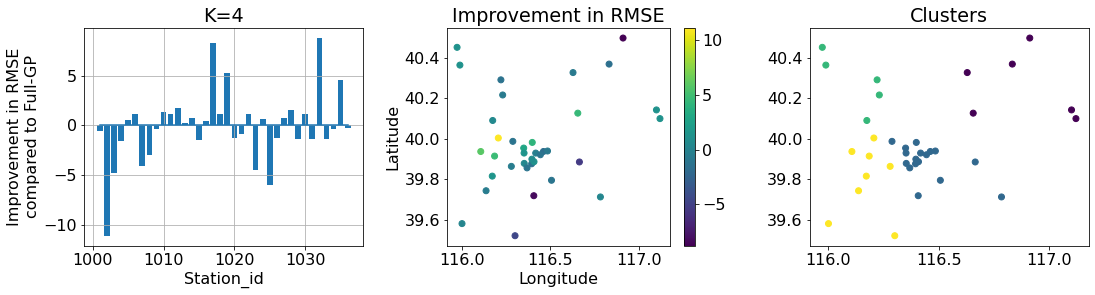 K=4
Improvement in RMSE
compared to Full-GP
5
0
−5
−10
1000 1010 1020 1030
Station_id
Improvement in RMSE
Latitude
40.4
40.2
40.0
39.8
39.6
116.0 116.5 117.0
Longitude
10
5
0
−5
Clusters
40.4
40.2
40.0
39.8
39.6
116.0 116.5 117.0